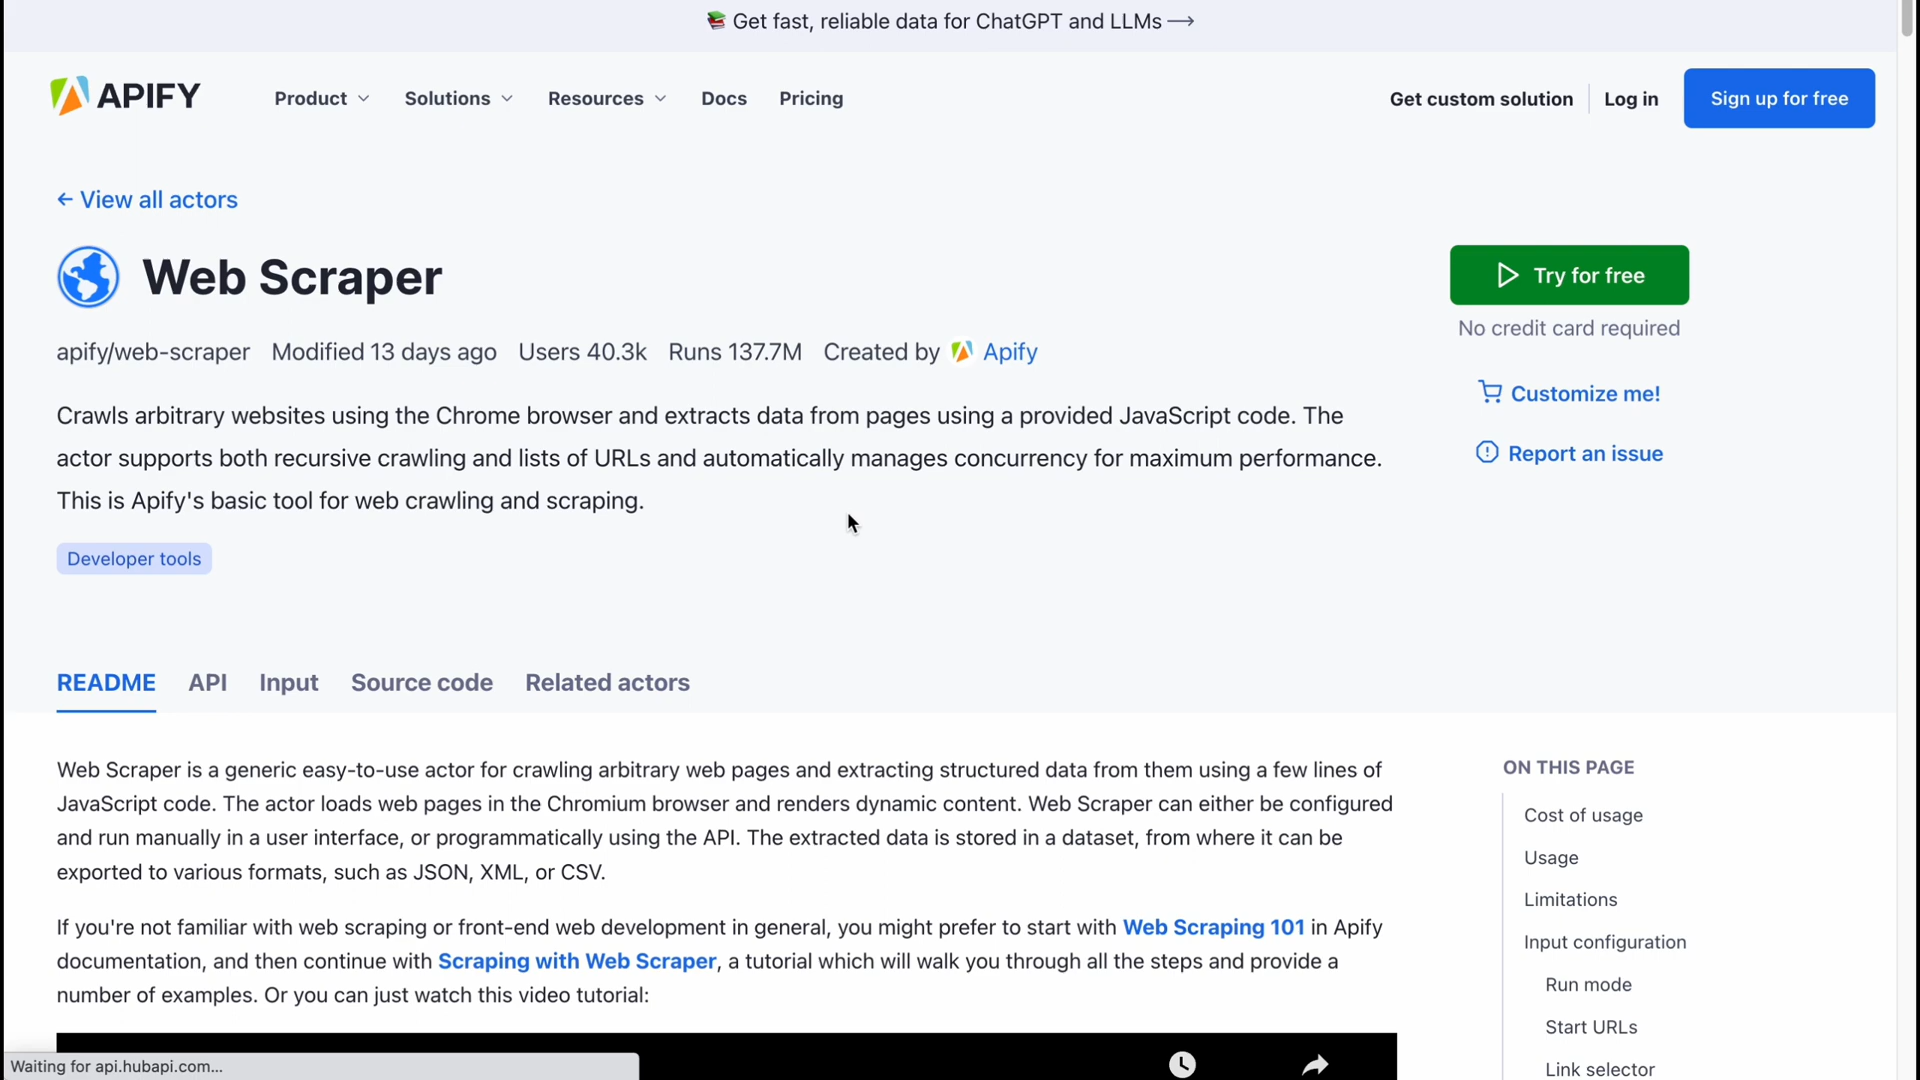 📚 Get fast, reliable data for ChatGPT and LLMs →
APIFY
Product
Solutions
Resources
Docs
Pricing
Get custom solution
Log in
Sign up for free
← View all actors
Web Scraper
Try for free
No credit card required
apify/web-scraper Modified 13 days ago Users 40.3k Runs 137.7M Created by Apify
Customize me!
Crawls arbitrary websites using the Chrome browser and extracts data from pages using a provided JavaScript code. The
actor supports both recursive crawling and lists of URLs and automatically manages concurrency for maximum performance.
This is Apify's basic tool for web crawling and scraping.
Report an issue
Developer tools
README
API
Input
Source code
Related actors
Web Scraper is a generic easy-to-use actor for crawling arbitrary web pages and extracting structured data from them using a few lines of
JavaScript code. The actor loads web pages in the Chromium browser and renders dynamic content. Web Scraper can either be configured
and run manually in a user interface, or programmatically using the API. The extracted data is stored in a dataset, from where it can be
exported to various formats, such as JSON, XML, or CSV.
If you're not familiar with web scraping or front-end web development in general, you might prefer to start with Web Scraping 101 in Apify
documentation, and then continue with Scraping with Web Scraper, a tutorial which will walk you through all the steps and provide a
number of examples. Or you can just watch this video tutorial:
ON THIS PAGE
Cost of usage
Usage
Limitations
Input configuration
Run mode
Start URLs
Link selector
Waiting for api.hubapi.com...